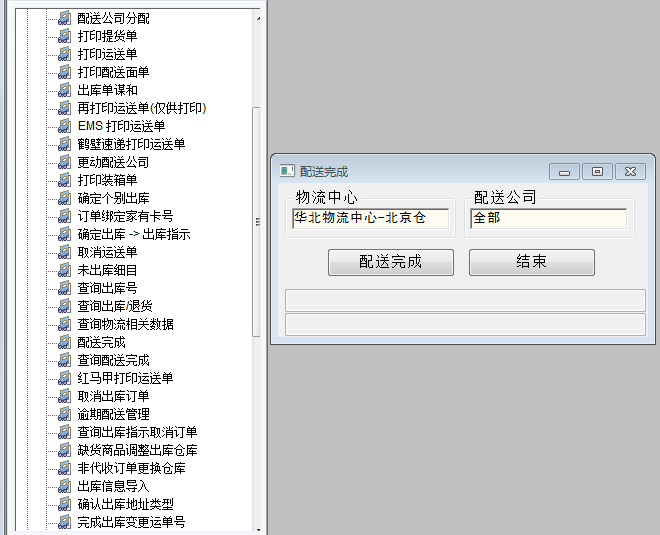 配送公司分配
打印提货单
打印运送单
打印配送面单
出库单谋和
再打印运送单(仅供打印)
EMS 打印运送单
鹤壁速递打印运送单
更动配送公司
打印装箱单
确定个别出库
订单绑定家有卡号
确定出库 -> 出库指示
取消运送单
未出库细目
查询出库号
查询出库/退货
查询物流相关数据
配送完成
查询配送完成
红马甲打印运送单
取消出库订单
逾期配送管理
查询出库指示取消订单
缺货商品调整出库仓库
非代收订单更换仓库
出库信息导入
确认出库地址类型
完成出库变更运单号
配送完成
物流中心
配送公司
华北物流中心-北京仓
全部
配送完成
结束